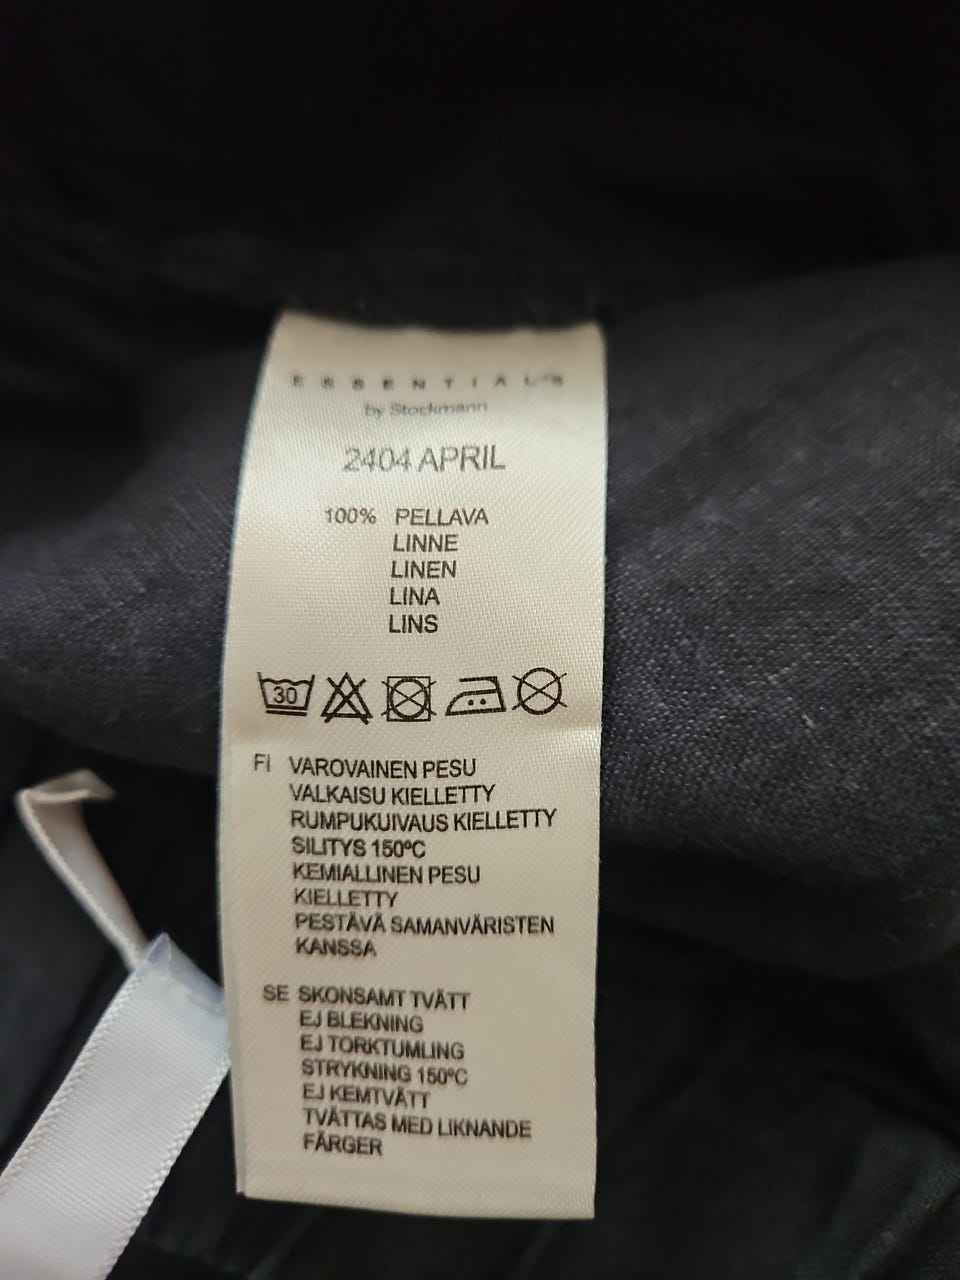 ESSENTIALS
by Stockmann
2404 APRIL
100% PELLAVA
LINNE
LINEN
LINA
LINS
30
FI VAROVAINEN PESU
VALKAISU KIELLETTY
RUMPUKUIVAUS KIELLETTY
SILITYS 150ºC
KEMIALLINEN PESU
KIELLETTY
PESTÄVÄ SAMANVÄRISTEN
KANSSA
SE SKONSAMT TVÄTT
EJ BLEKNING
EJ TORKTUMLING
STRYKNING 150ºC
EJ KEMTVÄTT
TVÄTTAS MED LIKNANDE
FÄRGER